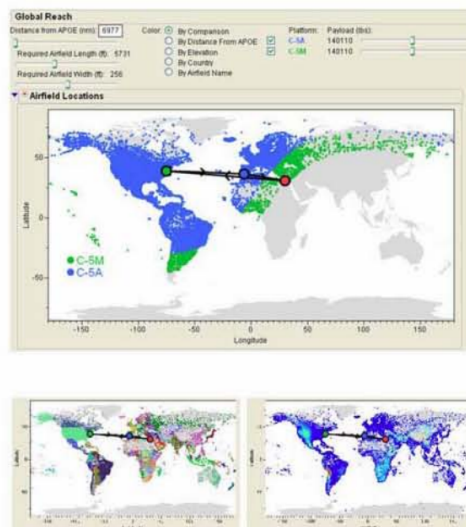 Global Reach
Distance from APOE (nm): 6977
Color: By Comparison
Platform: Payload (lbs):
By Distance From APOE
C-5A 140110
Required Airfield Length (ft): 5731
By Elevation
C-5M 140110
By Country
Required Airfield Width (ft): 256
By Airfield Name
Airfield Locations
50
0
-50
Latitude
C-5M
C-5A
-150 -100 -50 0 50 100 150
Longitude